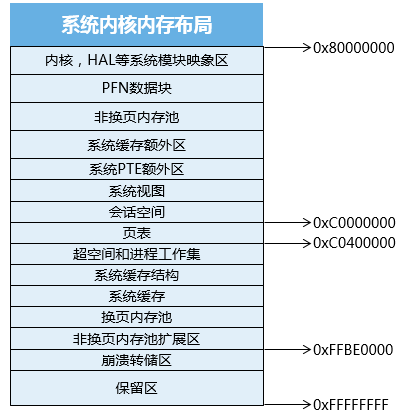 系统内核内存布局
0x80000000
内核，HAL等系统模块映象区
PFN数据块
非换页内存池
系统缓存额外区
系统PTE额外区
系统视图
会话空间
0xC0000000
页表
0xC0400000
超空间和进程工作集
系统缓存结构
系统缓存
换页内存池
非换页内存池扩展区
0xFFBE0000
崩溃转储区
保留区
0xFFFFFFFF